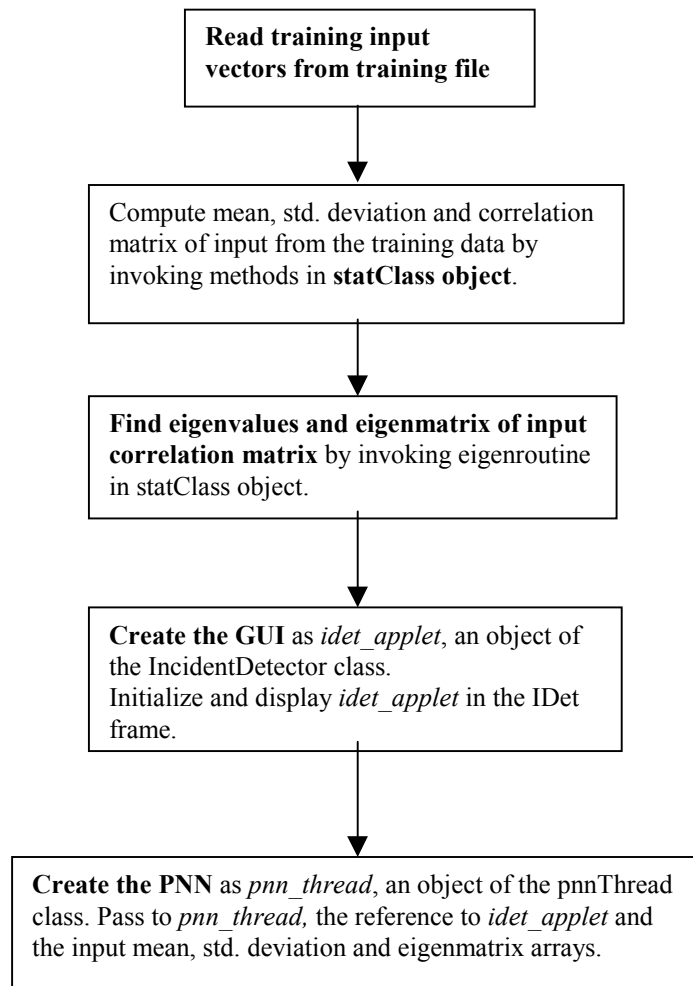 Read training input
vectors from training file
Compute mean, std. deviation and correlation
matrix of input from the training data by
invoking methods in statClass object.
Find eigenvalues and eigenmatrix of input
correlation matrix by invoking eigenroutine
in statClass object.
Create the GUI as idet_applet, an object of
the IncidentDetector class.
Initialize and display idet_applet in the IDet
frame.
Create the PNN as pnn_thread, an object of the pnnThread
class. Pass to pnn_thread, the reference to idet_applet and
the input mean, std. deviation and eigenmatrix arrays.